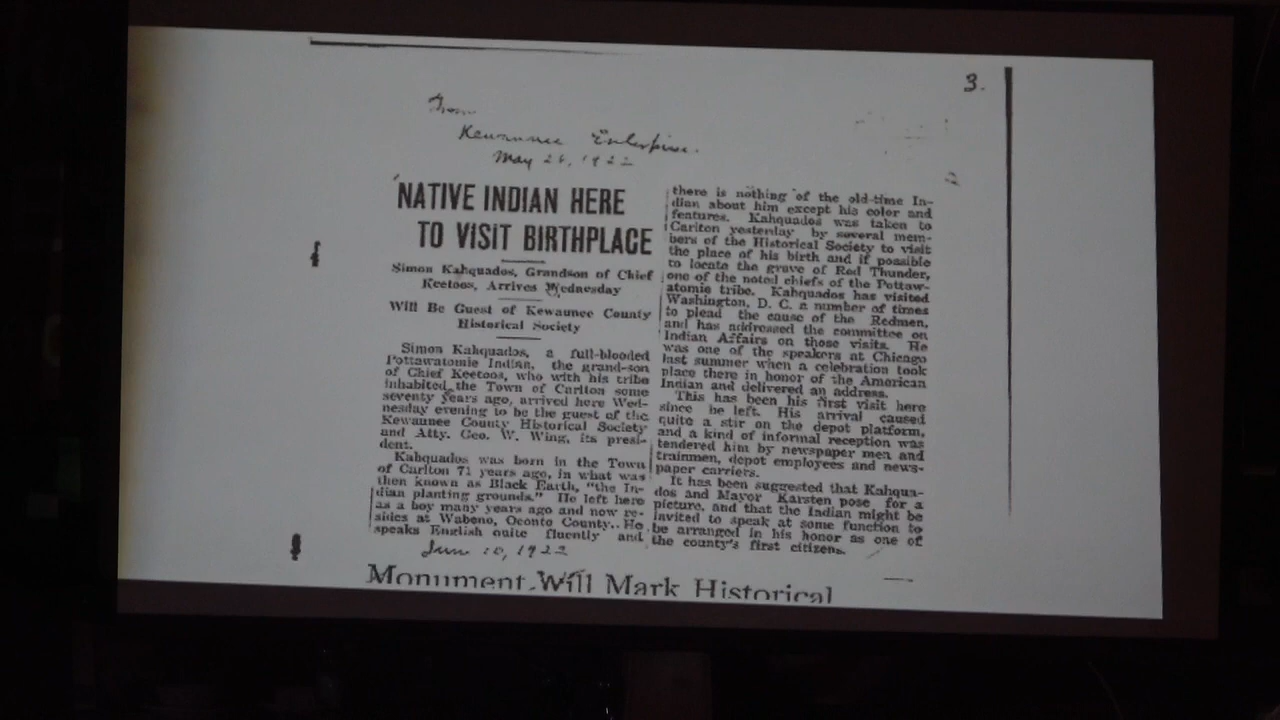 3.
From
Kewaunee Enterprise.
May 26, 1922
NATIVE INDIAN HERE
TO VISIT BIRTHPLACE
Simon Kahquados, Grandson of Chief
Keetoos, Arrives Wednesday
Will Be Guest of Kewaunee County
Historical Society
Simon Kahquados, a full-blooded
Pottawatomie Indian, the grand-son
of Chief Keetoos, who with his tribe
inhabited the Town of Carlton some
seventy years ago, arrived here Wed-
nesday evening to be the guest of the
Kewaunee County Historical Society
and Atty. Geo. W. Wing, its presi-
dent.
Kahquados was born in the Town
of Carlton 71 years ago, in what was
then known as Black Earth, "the In-
dian planting grounds." He left here
as a boy many years ago and now re-
sides at Wabeno, Oconto County. He
speaks English quite fluently and
there is nothing of the old-time In-
dian about him except his color and
features. Kahquados was taken to
Carlton yesterday by several mem-
bers of the Historical Society to visit
the place of his birth and if possible
to locate the grave of Red Thunder,
one of the noted chiefs of the Pottaw-
atomie tribe. Kahquados has visited
Washington, D. C. a number of times
to plead the cause of the Redmen,
and has addressed the committee on
Indian Affairs on those visits. He
was one of the speakers at Chicago
last summer when a celebration took
place there in honor of the American
Indian and delivered an address.
This has been his first visit here
since he left. His arrival caused
quite a stir on the depot platform,
and a kind of informal reception was
tendered him by newspaper men and
trainmen, depot employees and news-
paper carriers.
It has been suggested that Kahqua-
dos and Mayor Karsten pose for a
picture, and that the Indian might be
invited to speak at some function to
be arranged in his honor as one of
the county's first citizens.
June 10, 1922
Monument Will Mark Historical